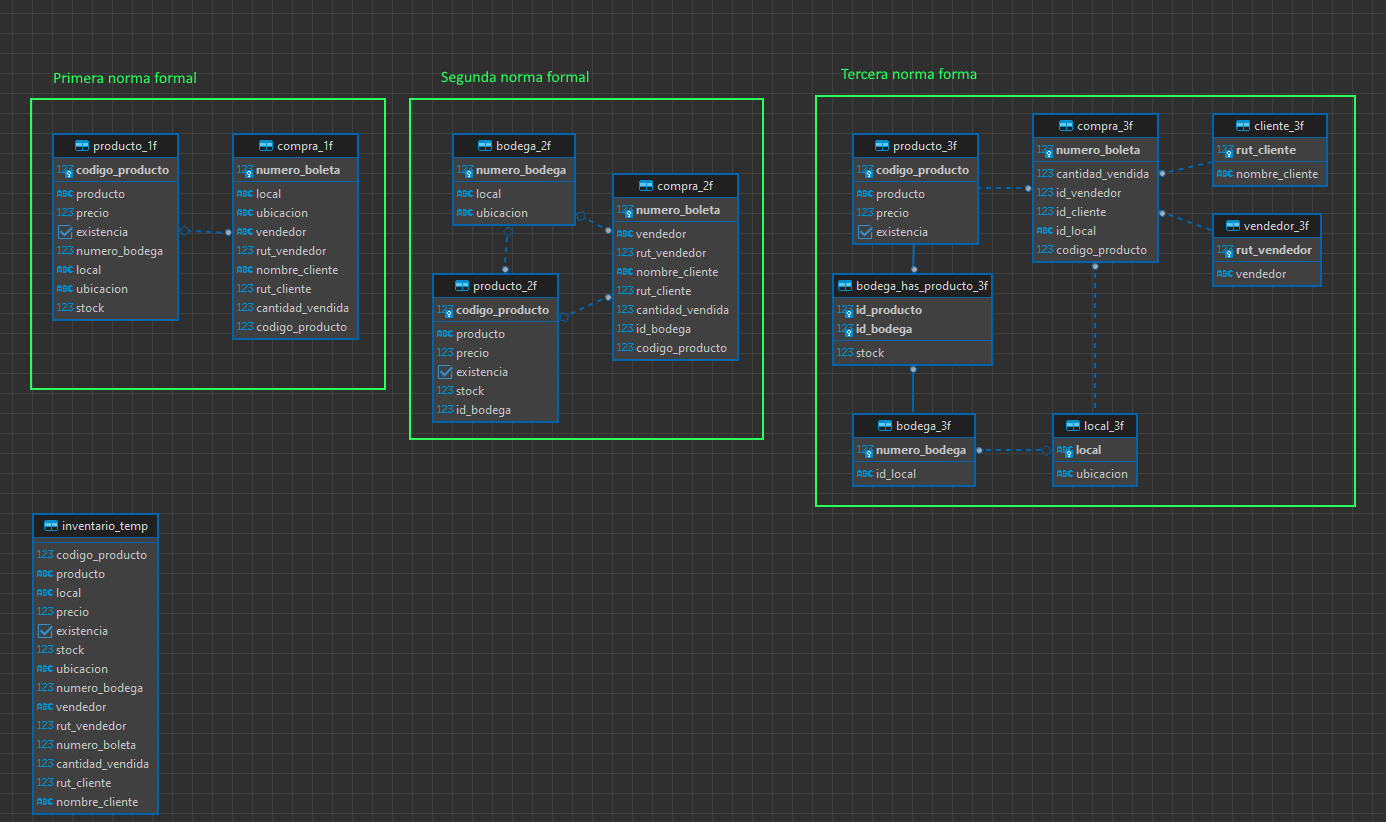 Primera norma formal
producto_1f
123 codigo_producto
ABC producto
123 precio
existencia
123 numero_bodega
ABC local
ABC ubicacion
123 stock
compra_1f
123 numero_boleta
ABC local
ABC ubicacion
ABC vendedor
123 rut_vendedor
ABC nombre_cliente
123 rut_cliente
123 cantidad_vendida
123 codigo_producto
Segunda norma formal
bodega_2f
123 numero_bodega
ABC local
ABC ubicacion
producto_2f
123 codigo_producto
ABC producto
123 precio
existencia
123 stock
123 id_bodega
compra_2f
123 numero_boleta
ABC vendedor
123 rut_vendedor
ABC nombre_cliente
123 rut_cliente
123 cantidad_vendida
123 id_bodega
123 codigo_producto
Tercera norma forma
producto_3f
123 codigo_producto
ABC producto
123 precio
existencia
compra_3f
123 numero_boleta
123 cantidad_vendida
123 id_vendedor
123 id_cliente
ABC id_local
123 codigo_producto
cliente_3f
123 rut_cliente
ABC nombre_cliente
vendedor_3f
123 rut_vendedor
ABC vendedor
bodega_has_producto_3f
123 id_producto
123 id_bodega
123 stock
bodega_3f
123 numero_bodega
ABC id_local
local_3f
ABC local
ABC ubicacion
inventario_temp
123 codigo_producto
ABC producto
ABC local
123 precio
existencia
123 stock
ABC ubicacion
123 numero_bodega
ABC vendedor
123 rut_vendedor
123 numero_boleta
123 cantidad_vendida
123 rut_cliente
ABC nombre_cliente